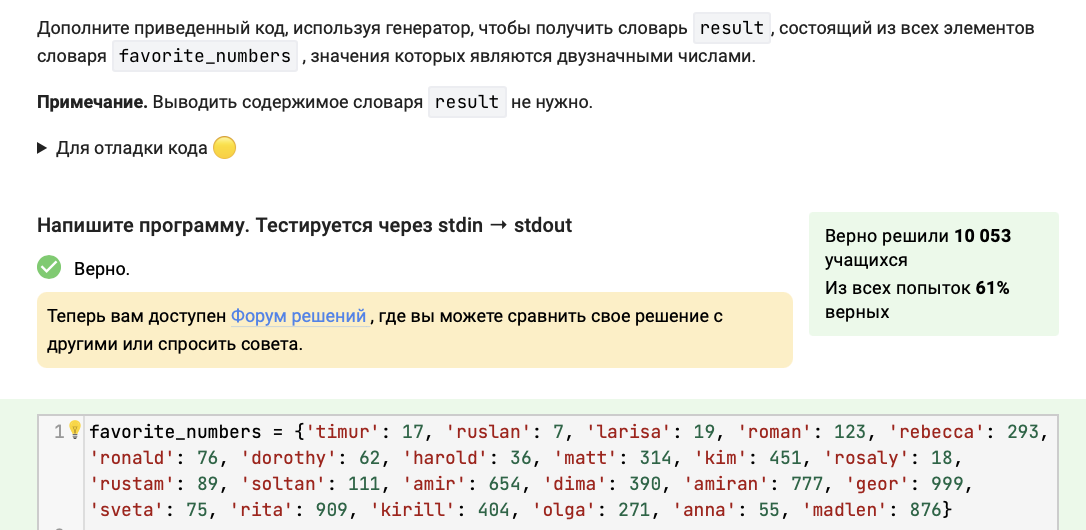 Дополните приведенный код, используя генератор, чтобы получить словарь result , состоящий из всех элементов
словаря favorite_numbers , значения которых являются двузначными числами.
Примечание. Выводить содержимое словаря result не нужно.
Для отладки кода
Напишите программу. Тестируется через stdin → stdout
Верно.
Теперь вам доступен Форум решений , где вы можете сравнить свое решение с
другими или спросить совета.
Верно решили 10 053
учащихся
Из всех попыток 61%
верных
1 favorite_numbers = {'timur': 17, 'ruslan': 7, 'larisa': 19, 'roman': 123, 'rebecca': 293,
'ronald': 76, 'dorothy': 62, 'harold': 36, 'matt': 314, 'kim': 451, 'rosaly': 18,
'rustam': 89, 'soltan': 111, 'amir': 654, 'dima': 390, 'amiran': 777, 'geor': 999,
'sveta': 75, 'rita': 909, 'kirill': 404, 'olga': 271, 'anna': 55, 'madlen': 876}